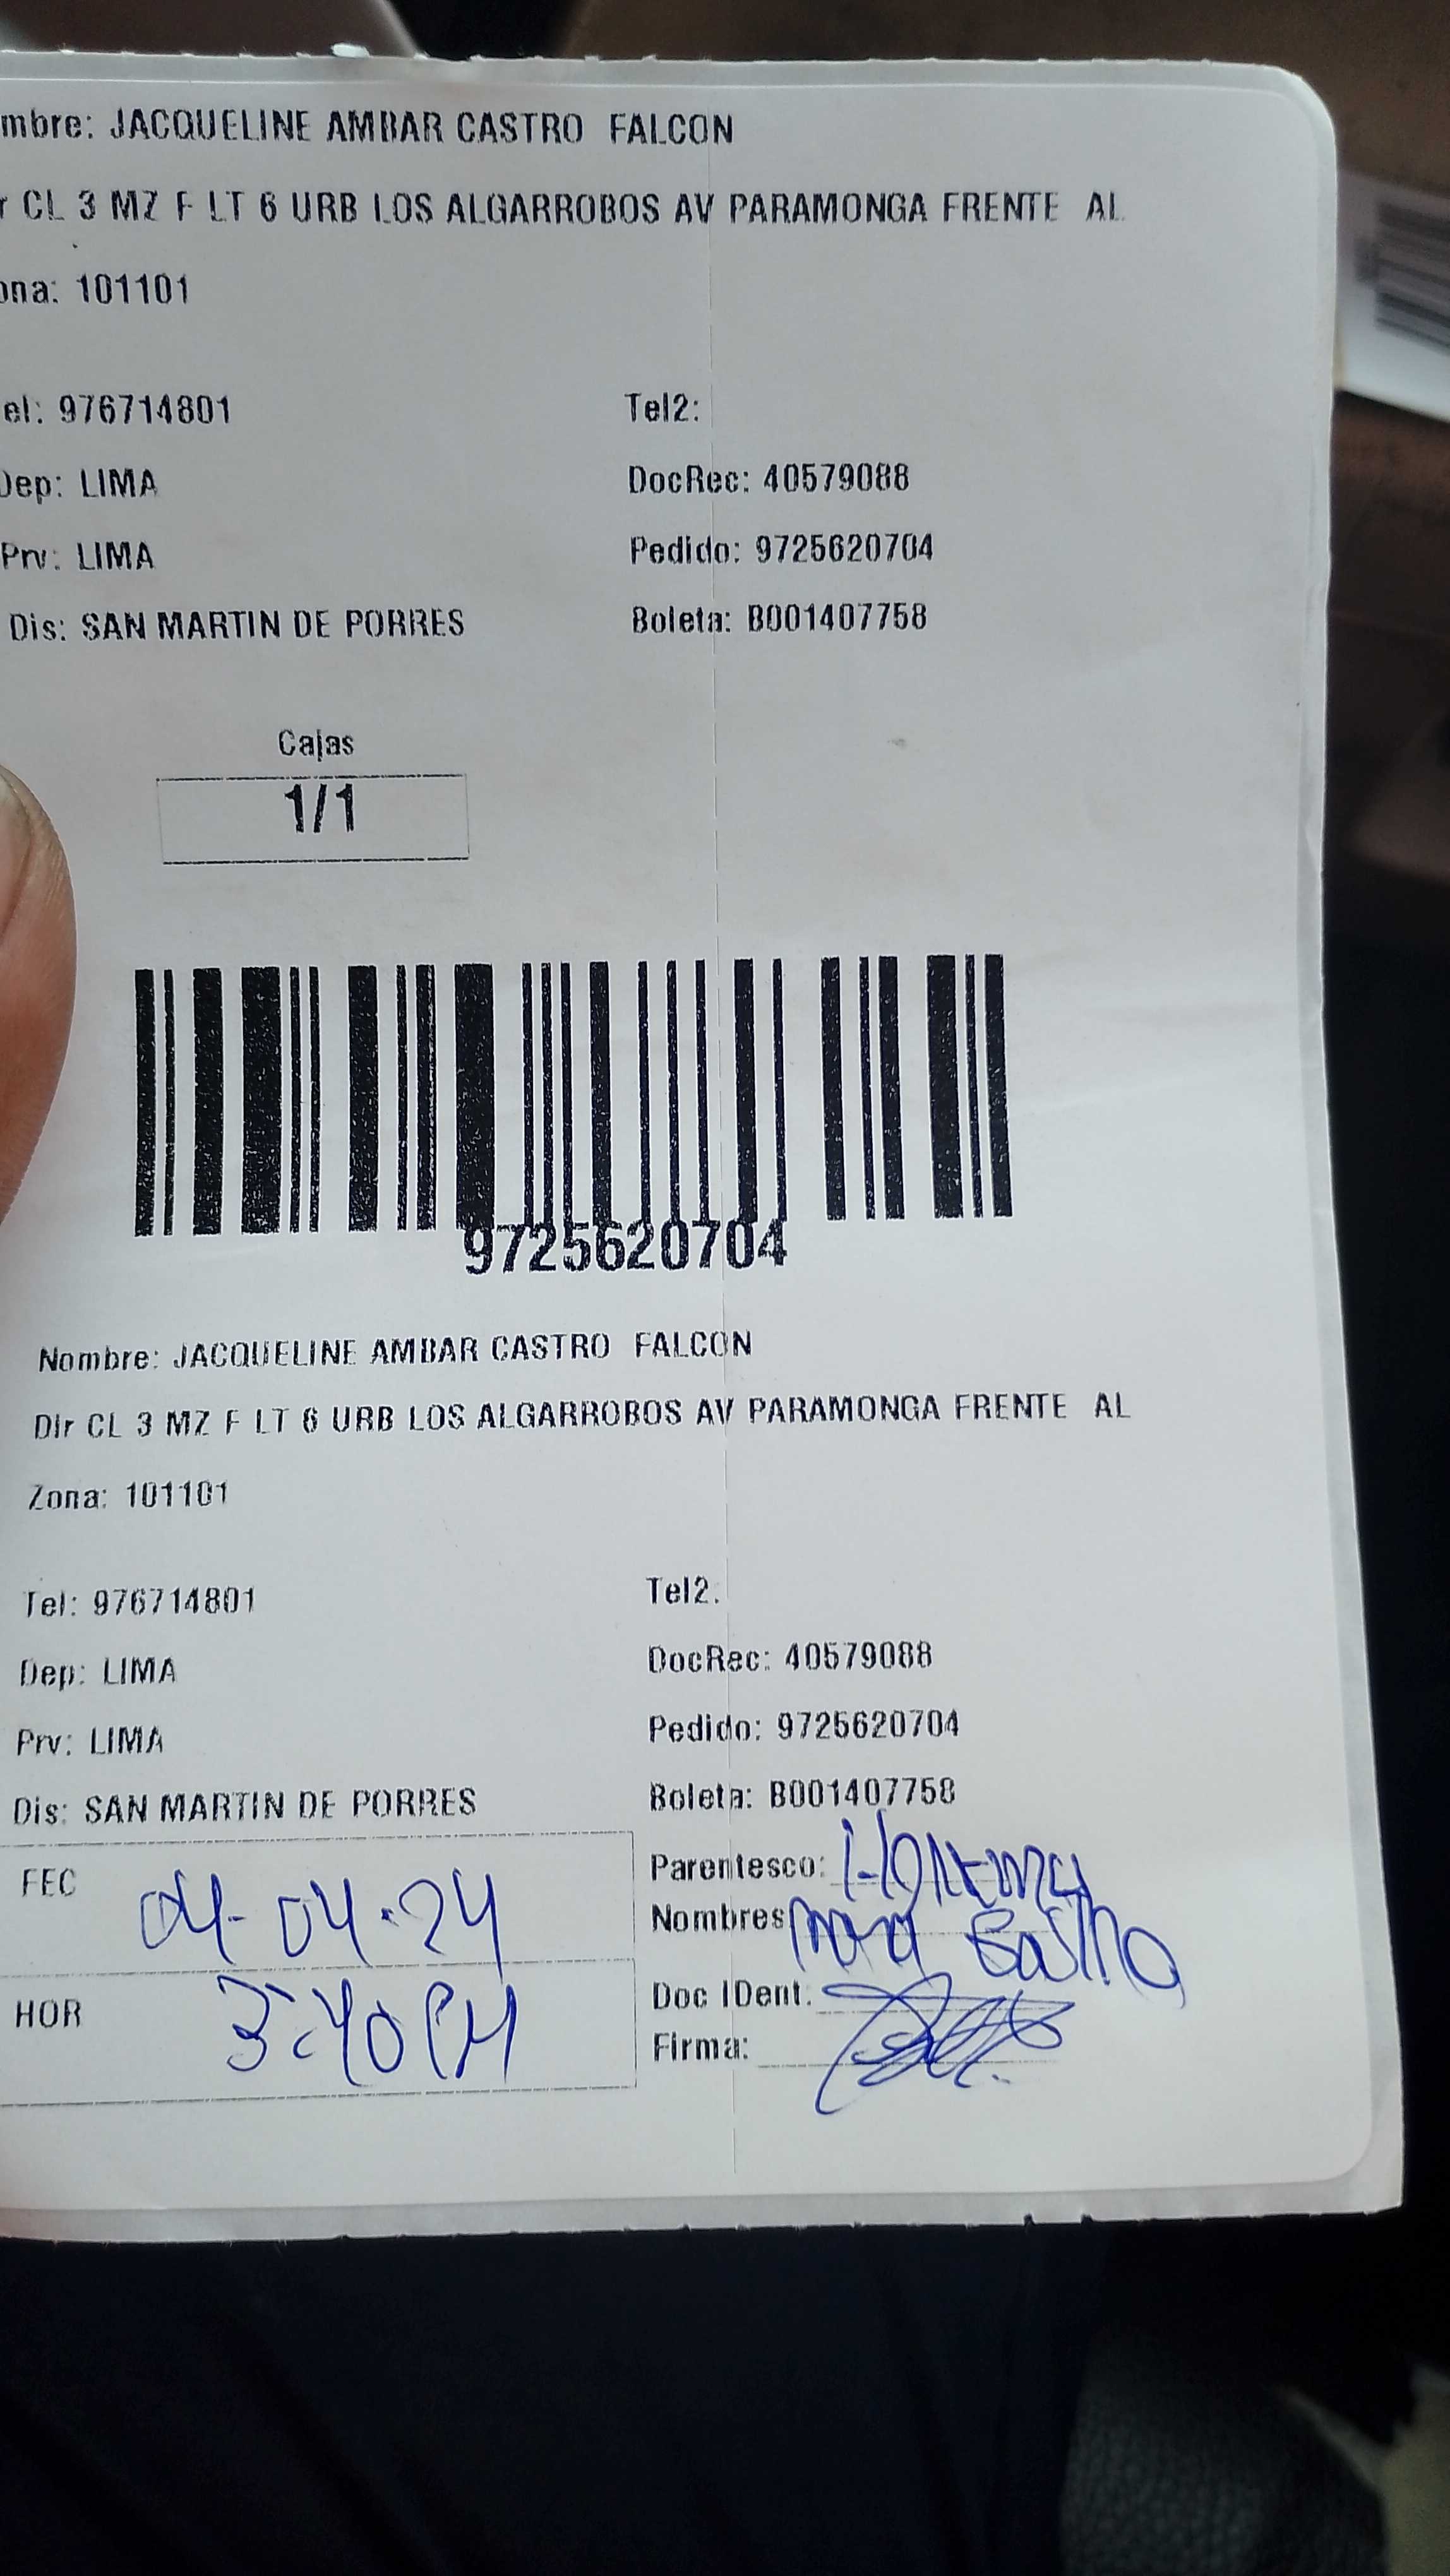 mbre: JACQUELINE AMBAR CASTRO FALCON
r CL 3 MZ F LT 6 URB LOS ALGARROBOS AV PARAMONGA FRENTE AL
ona: 101101
el: 976714801 Tel2:
Dep: LIMA DocRec: 40579088
Prv: LIMA Pedido: 9725620704
Dis: SAN MARTIN DE PORRES Boleta: B001407758
Cajas
1/1
9725620704
Nombre: JACQUELINE AMBAR CASTRO FALCON
Dir CL 3 MZ F LT 6 URB LOS ALGARROBOS AV PARAMONGA FRENTE AL
Zona: 101101
Tel: 976714801 Tel2:
Dep: LIMA DocRec: 40579088
Prv: LIMA Pedido: 9725620704
Dis: SAN MARTIN DE PORRES Boleta: B001407758
FEC 04-04-24 Parentesco:
Nombres Castro
HOR 3:40 PM Doc IDent:
Firma: